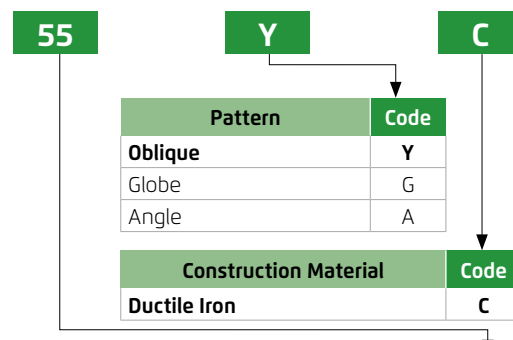 55 Y C
Pattern Code
Oblique Y
Globe G
Angle A
Construction Material Code
Ductile Iron C